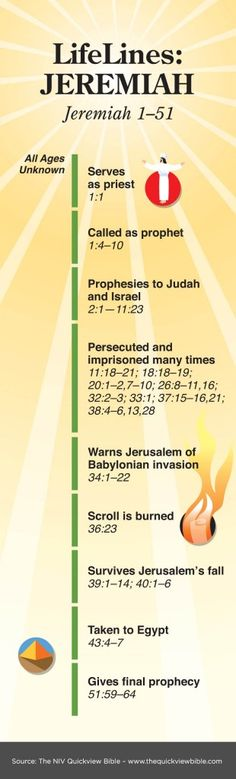 LifeLines:
JEREMIAH
Jeremiah 1–51
All Ages
Unknown
Serves
as priest
1:1
Called as prophet
1:4–10
Prophesies to Judah
and Israel
2:1—11:23
Persecuted and
imprisoned many times
11:18–21; 18:18–19;
20:1–2,7–10; 26:8–11,16;
32:2–3; 33:1; 37:15–16,21;
38:4–6,13,28
Warns Jerusalem of
Babylonian invasion
34:1–22
Scroll is burned
36:23
Survives Jerusalem's fall
39:1–14; 40:1–6
Taken to Egypt
43:4–7
Gives final prophecy
51:59–64
Source: The NIV Quickview Bible – www.thequickviewbible.com